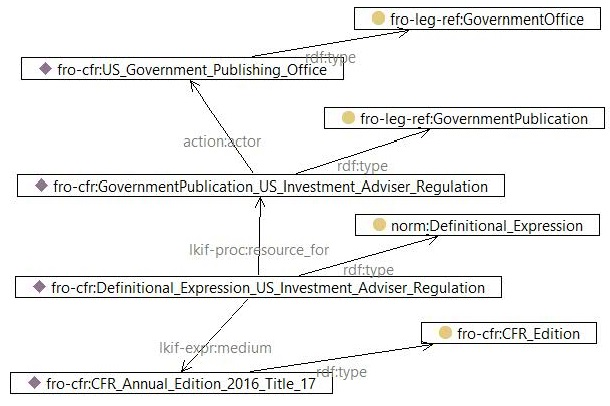 fro-leg-ref:GovernmentOffice
rdf:type
fro-cfr:US_Government_Publishing_Office
fro-leg-ref:GovernmentPublication
action:actor
rdf:type
fro-cfr:GovernmentPublication_US_Investment_Adviser_Regulation
norm:Definitional_Expression
lkif-proc:resource_for
rdf:type
fro-cfr:Definitional_Expression_US_Investment_Adviser_Regulation
fro-cfr:CFR_Edition
lkif-expr:medium
rdf:type
fro-cfr:CFR_Annual_Edition_2016_Title_17